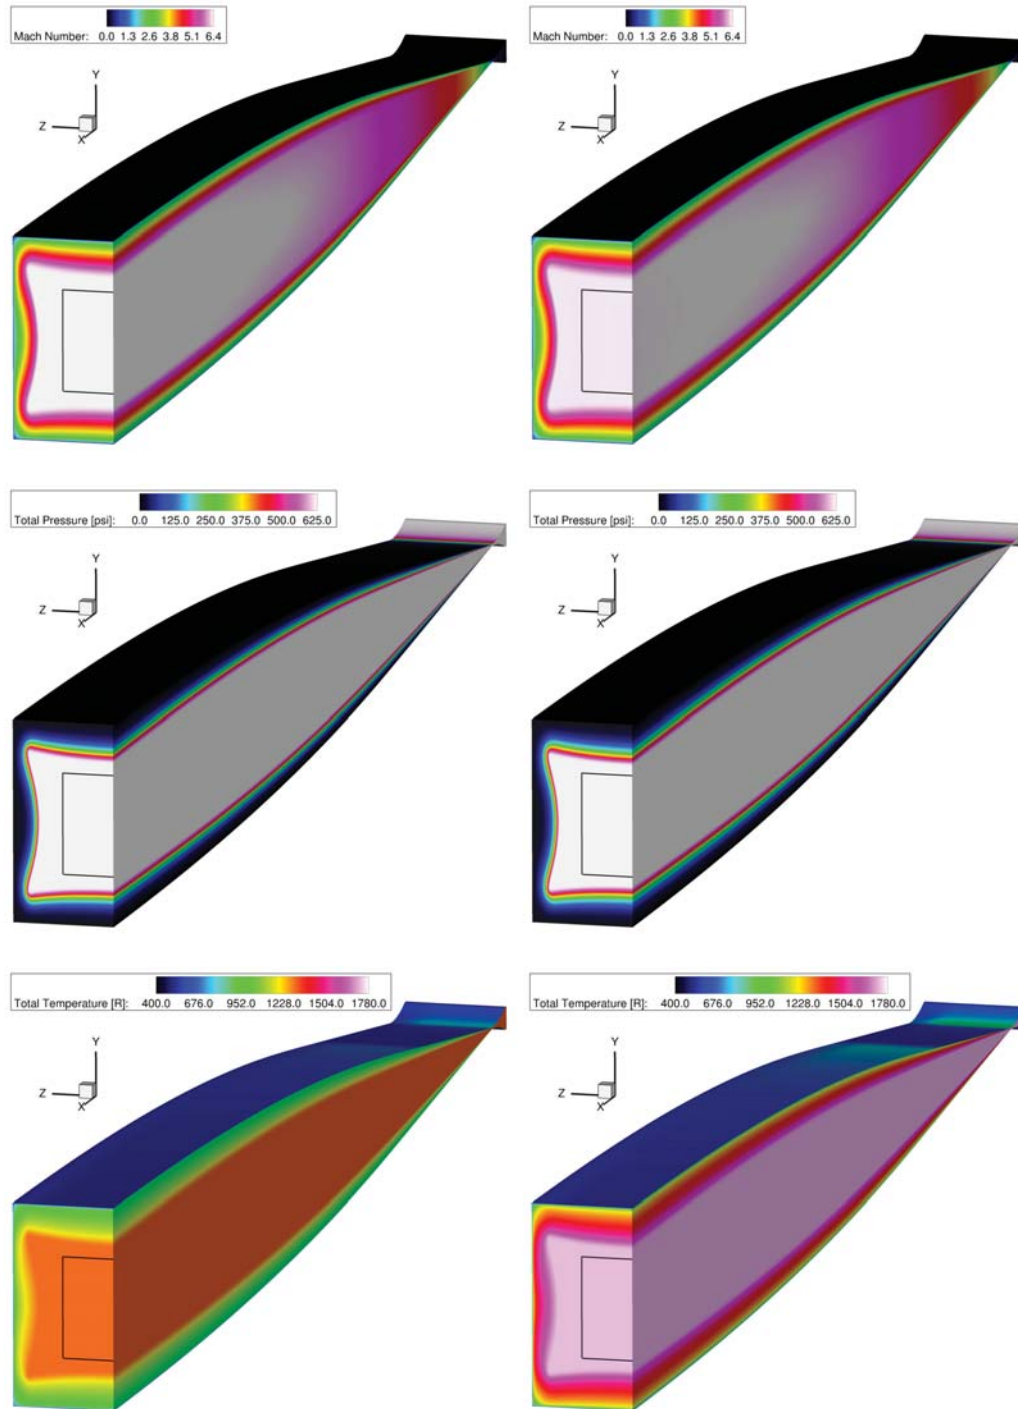 Mach Number: 0.0 1.3 2.6 3.8 5.1 6.4
Y
Z
X
Mach Number: 0.0 1.3 2.6 3.8 5.1 6.4
Y
Z
X
Total Pressure [psi]: 0.0 125.0 250.0 375.0 500.0 625.0
Y
Z
X
Total Pressure [psi]: 0.0 125.0 250.0 375.0 500.0 625.0
Y
Z
X
Total Temperature [R]: 400.0 676.0 952.0 1228.0 1504.0 1780.0
Y
Z
X
Total Temperature [R]: 400.0 676.0 952.0 1228.0 1504.0 1780.0
Y
Z
X